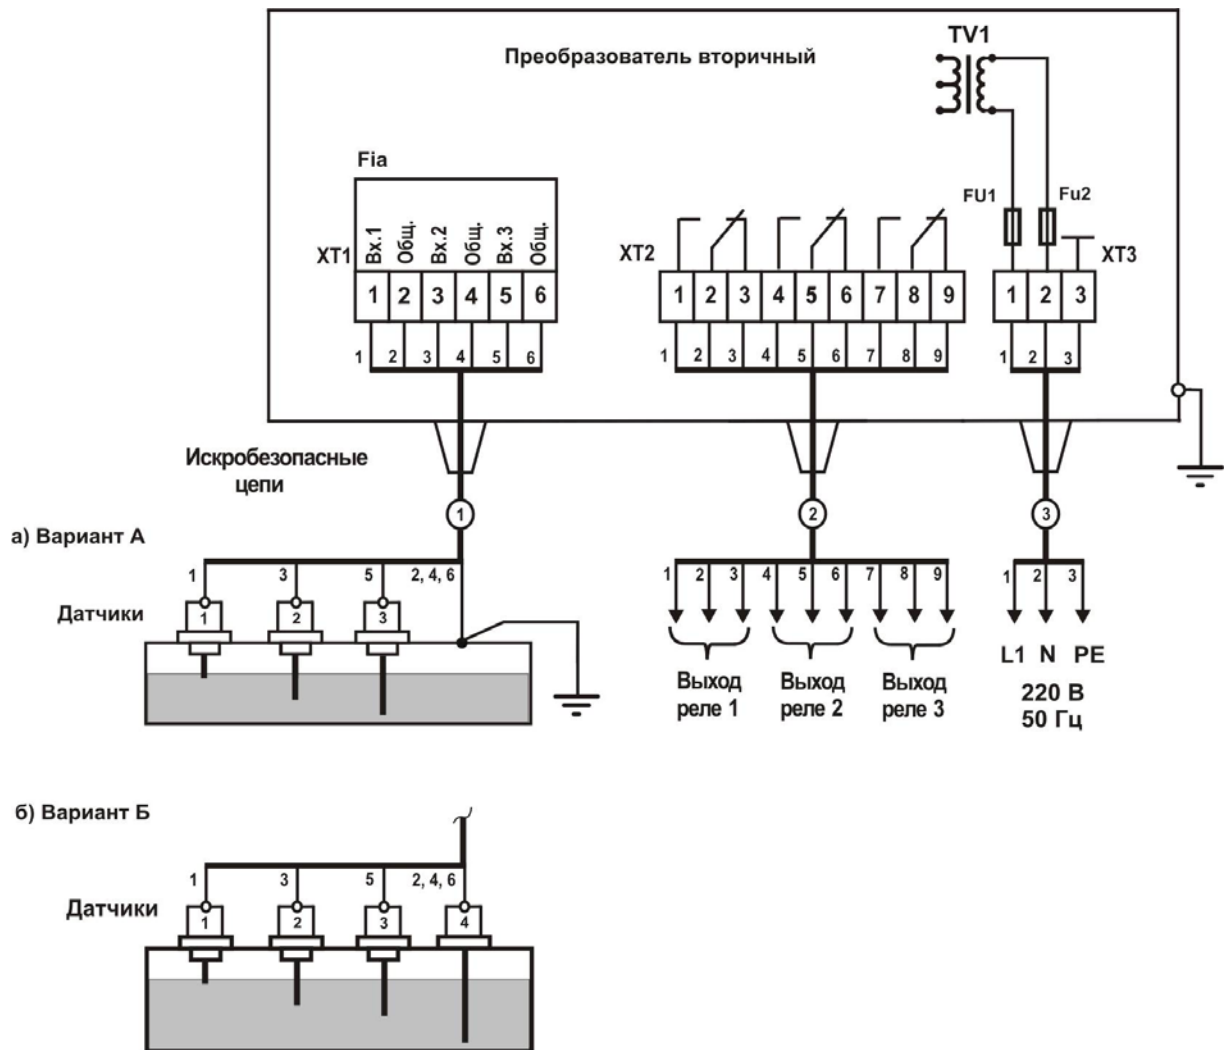 TV1
Преобразователь вторичный
Fia
FU1
Fu2
XT1
Вх.1
Общ.
Вх.2
Общ.
Вх.3
Общ.
XT2
XT3
1 2 3 4 5 6
1 2 3 4 5 6 7 8 9
1 2 3
1 2 3 4 5 6
1 2 3 4 5 6 7 8 9
1 2 3
Искробезопасные
цепи
1
2
3
а) Вариант А
1 3 5 2, 4, 6
1 2 3 4 5 6 7 8 9
1 2 3
Датчики
1 2 3
L1 N PE
Выход
реле 1
Выход
реле 2
Выход
реле 3
220 В
50 Гц
б) Вариант Б
1 3 5 2, 4, 6
Датчики
1 2 3 4